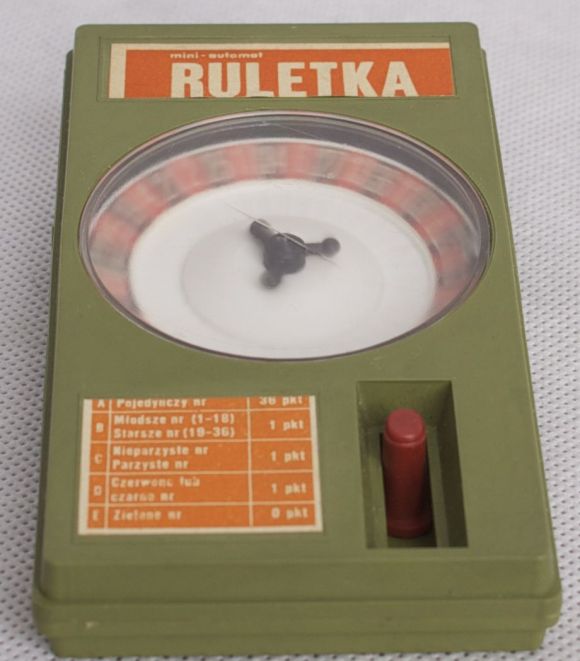 mini-automat
RULETKA
A Pojedynczy nr 36 pkt
B Młodsze nr (1-18)
Starsze nr (19-36) 1 pkt
C Nieparzyste nr
Parzyste nr 1 pkt
D Czerwone lub
czarne nr 1 pkt
E Zielone nr 0 pkt